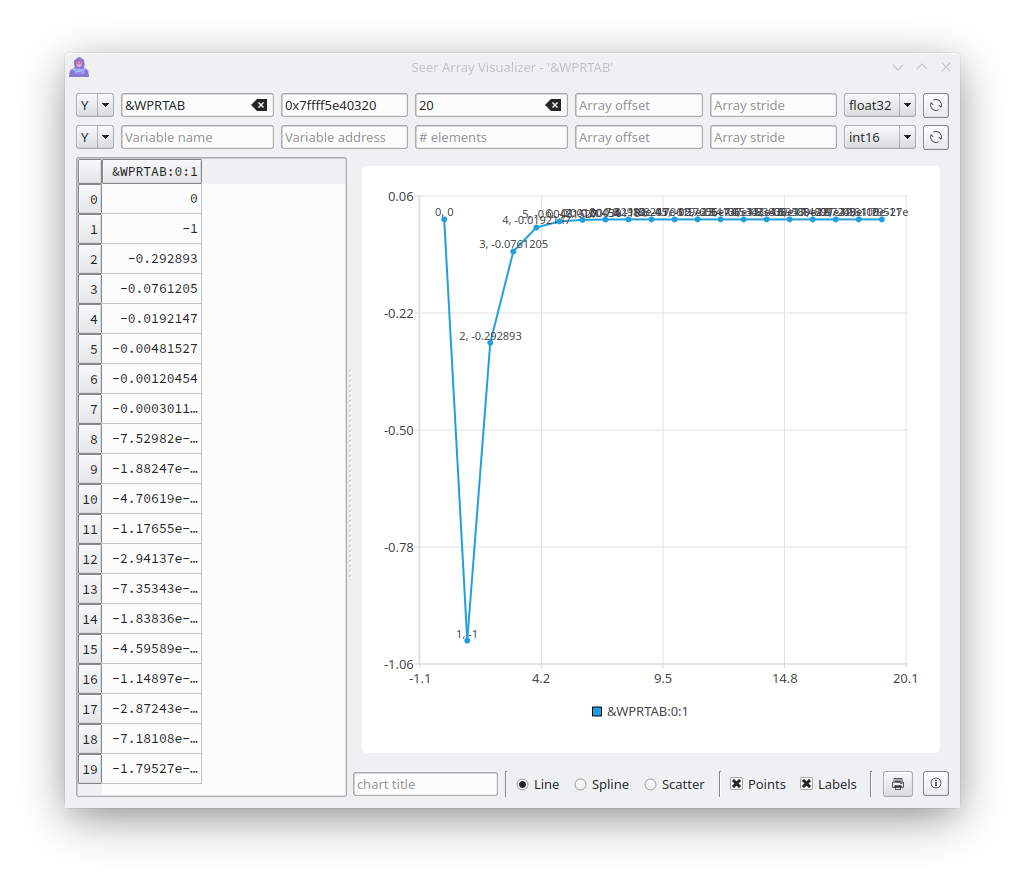 Seer Array Visualizer - '&WPRTAB'
Y &WPRTAB 0x7ffff5e40320 20 Array offset Array stride float32
Y Variable name Variable address # elements Array offset Array stride int16
&WPRTAB:0:1
0 0
1 -1
2 -0.292893
3 -0.0761205
4 -0.0192147
5 -0.00481527
6 -0.00120454
7 -0.0003011…
8 -7.52982e-…
9 -1.88247e-…
10 -4.70619e-…
11 -1.17655e-…
12 -2.94137e-…
13 -7.35343e-…
14 -1.83836e-…
15 -4.59589e-…
16 -1.14897e-…
17 -2.87243e-…
18 -7.18108e-…
19 -1.79527e-…
0.06
-0.22
-0.50
-0.78
-1.06
0, 0
4, -0.0192147
3, -0.0761205
2, -0.292893
1, -1
-1.1 4.2 9.5 14.8 20.1
&WPRTAB:0:1
chart title Line Spline Scatter Points Labels